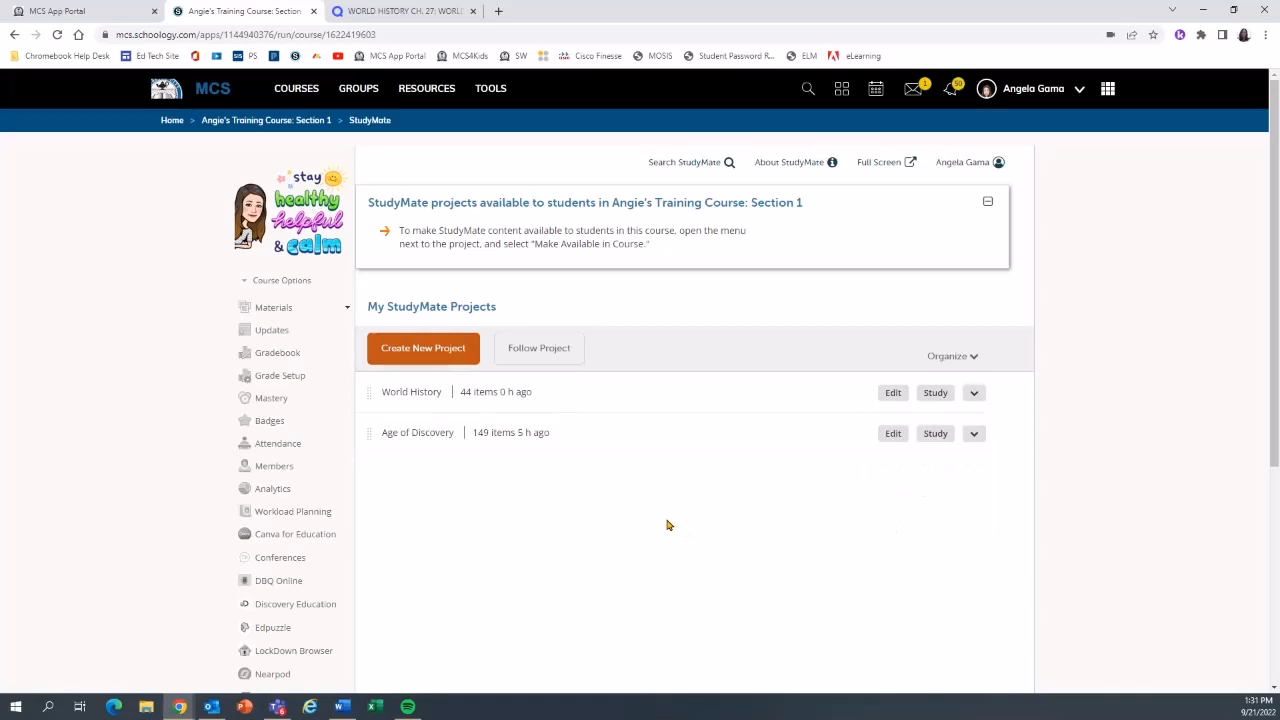 MCS App Portal
Angie's Training Course: Section
WORLD HISTORY CH. 27: WORL
mcs.schoology.com/apps/1144940376/run/course/1622419603
Chromebook Help Desk
Ed Tech Site
PS
MCS App Portal
MCS4Kids
SW
Cisco Finesse
MOSIS
Student Password R...
ELM
eLearning
MCS
COURSES
GROUPS
RESOURCES
TOOLS
1
50
Angela Gama
Home > Angie's Training Course: Section 1 > StudyMate
Search StudyMate
About StudyMate
Full Screen
Angela Gama
stay
healthy
helpful
& calm
StudyMate projects available to students in Angie's Training Course: Section 1
To make StudyMate content available to students in this course, open the menu
next to the project, and select "Make Available in Course."
Course Options
Materials
Updates
Gradebook
Grade Setup
Mastery
Badges
Attendance
Members
Analytics
Workload Planning
Canva for Education
Conferences
DBQ Online
Discovery Education
Edpuzzle
LockDown Browser
Nearpod
My StudyMate Projects
Create New Project
Follow Project
Organize
World History | 44 items 0 h ago
Edit
Study
Age of Discovery | 149 items 5 h ago
Edit
Study
1:31 PM
9/21/2022